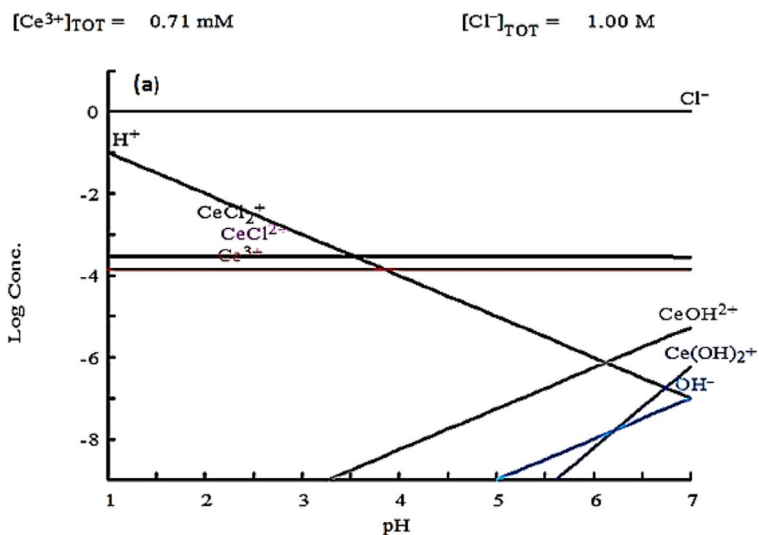 [Ce³⁺]TOT = 0.71 mM [Cl⁻]TOT = 1.00 M
(a)
Cl⁻
0
H⁺
-2
CeCl₂⁺
CeCl²⁺
Ce³⁺
-4
Log Conc.
CeOH²⁺
-6
Ce(OH)₂⁺
OH⁻
-8
1 2 3 4 5 6 7
pH